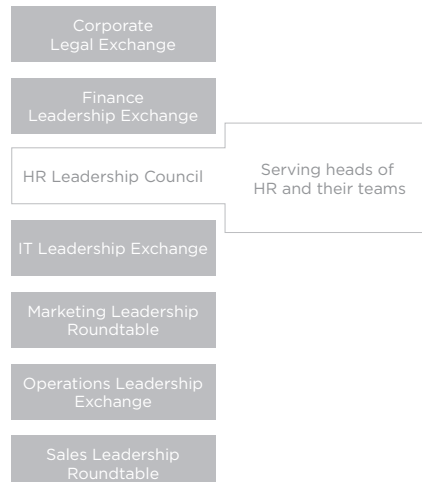 Corporate
Legal Exchange
Finance
Leadership Exchange
HR Leadership Council
Serving heads of
HR and their teams
IT Leadership Exchange
Marketing Leadership
Roundtable
Operations Leadership
Exchange
Sales Leadership
Roundtable